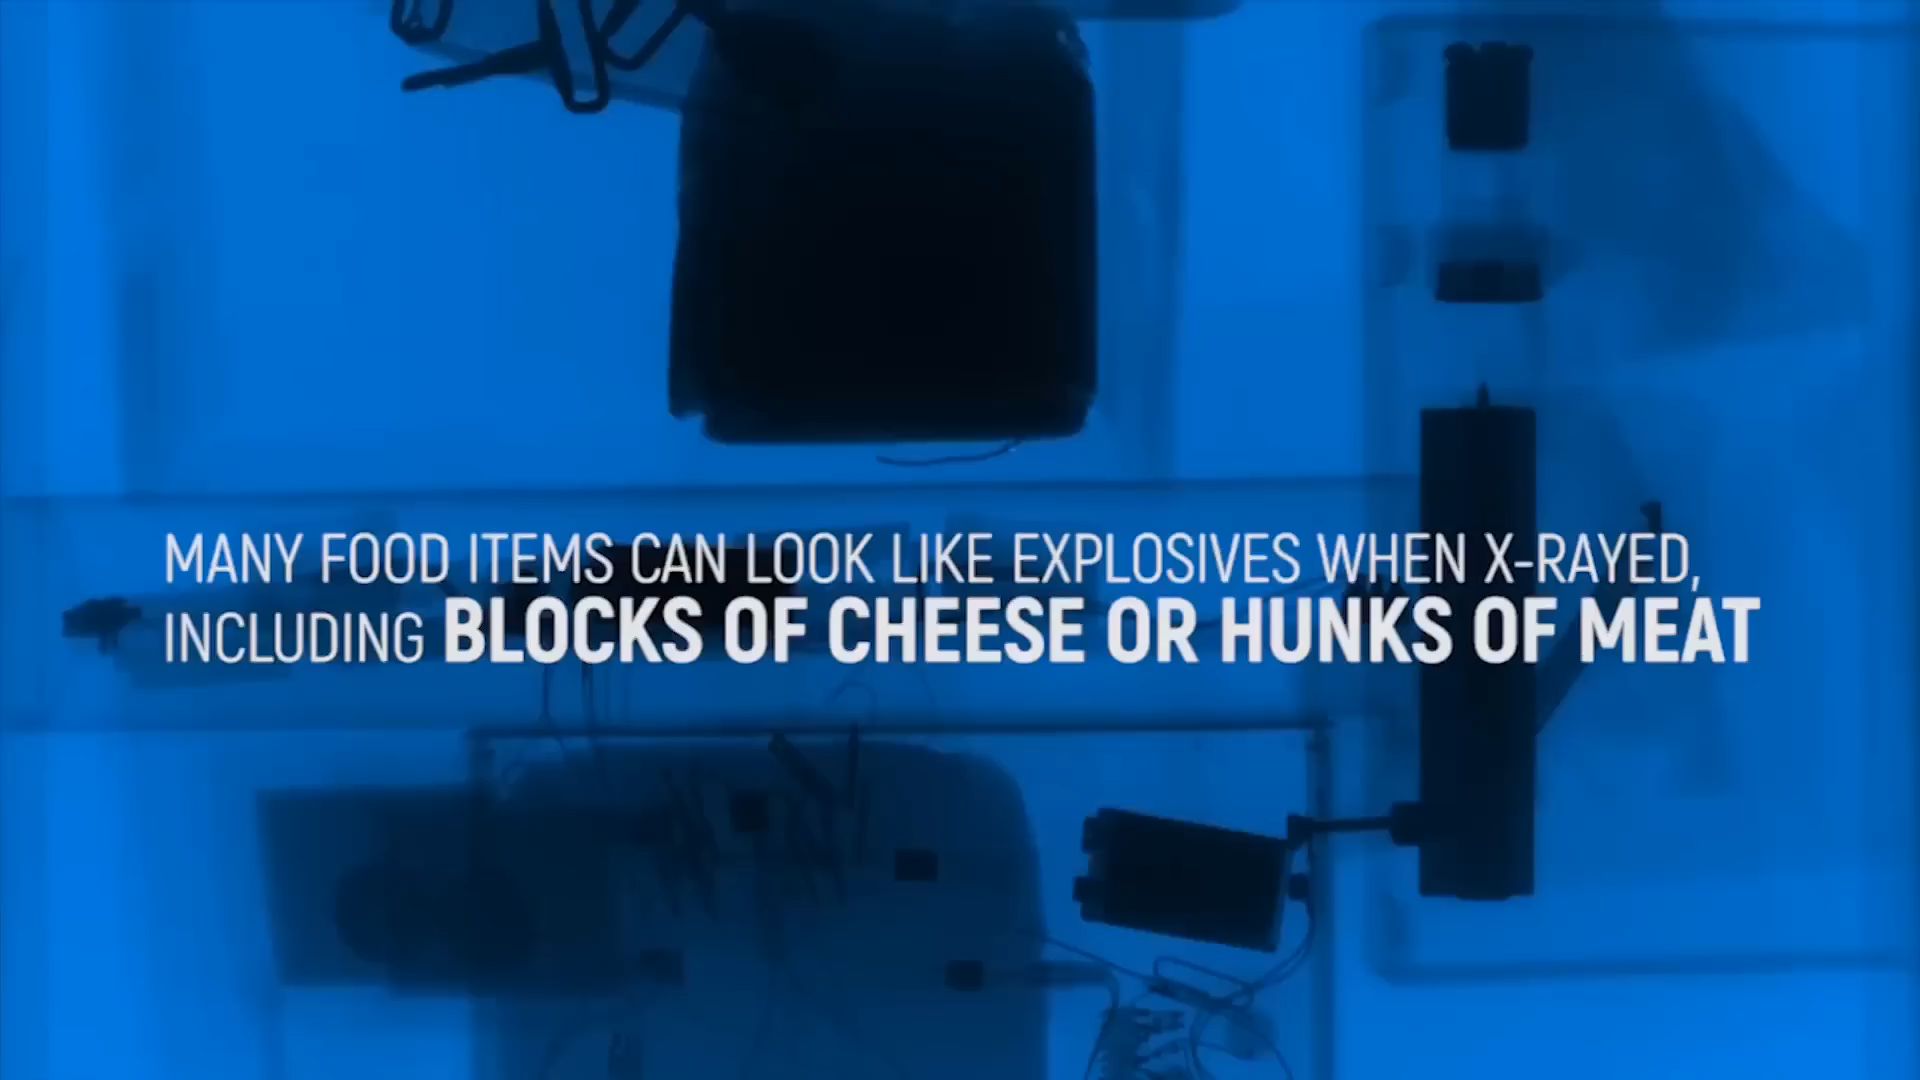 MANY FOOD ITEMS CAN LOOK LIKE EXPLOSIVES WHEN X-RAYED,
INCLUDING BLOCKS OF CHEESE OR HUNKS OF MEAT